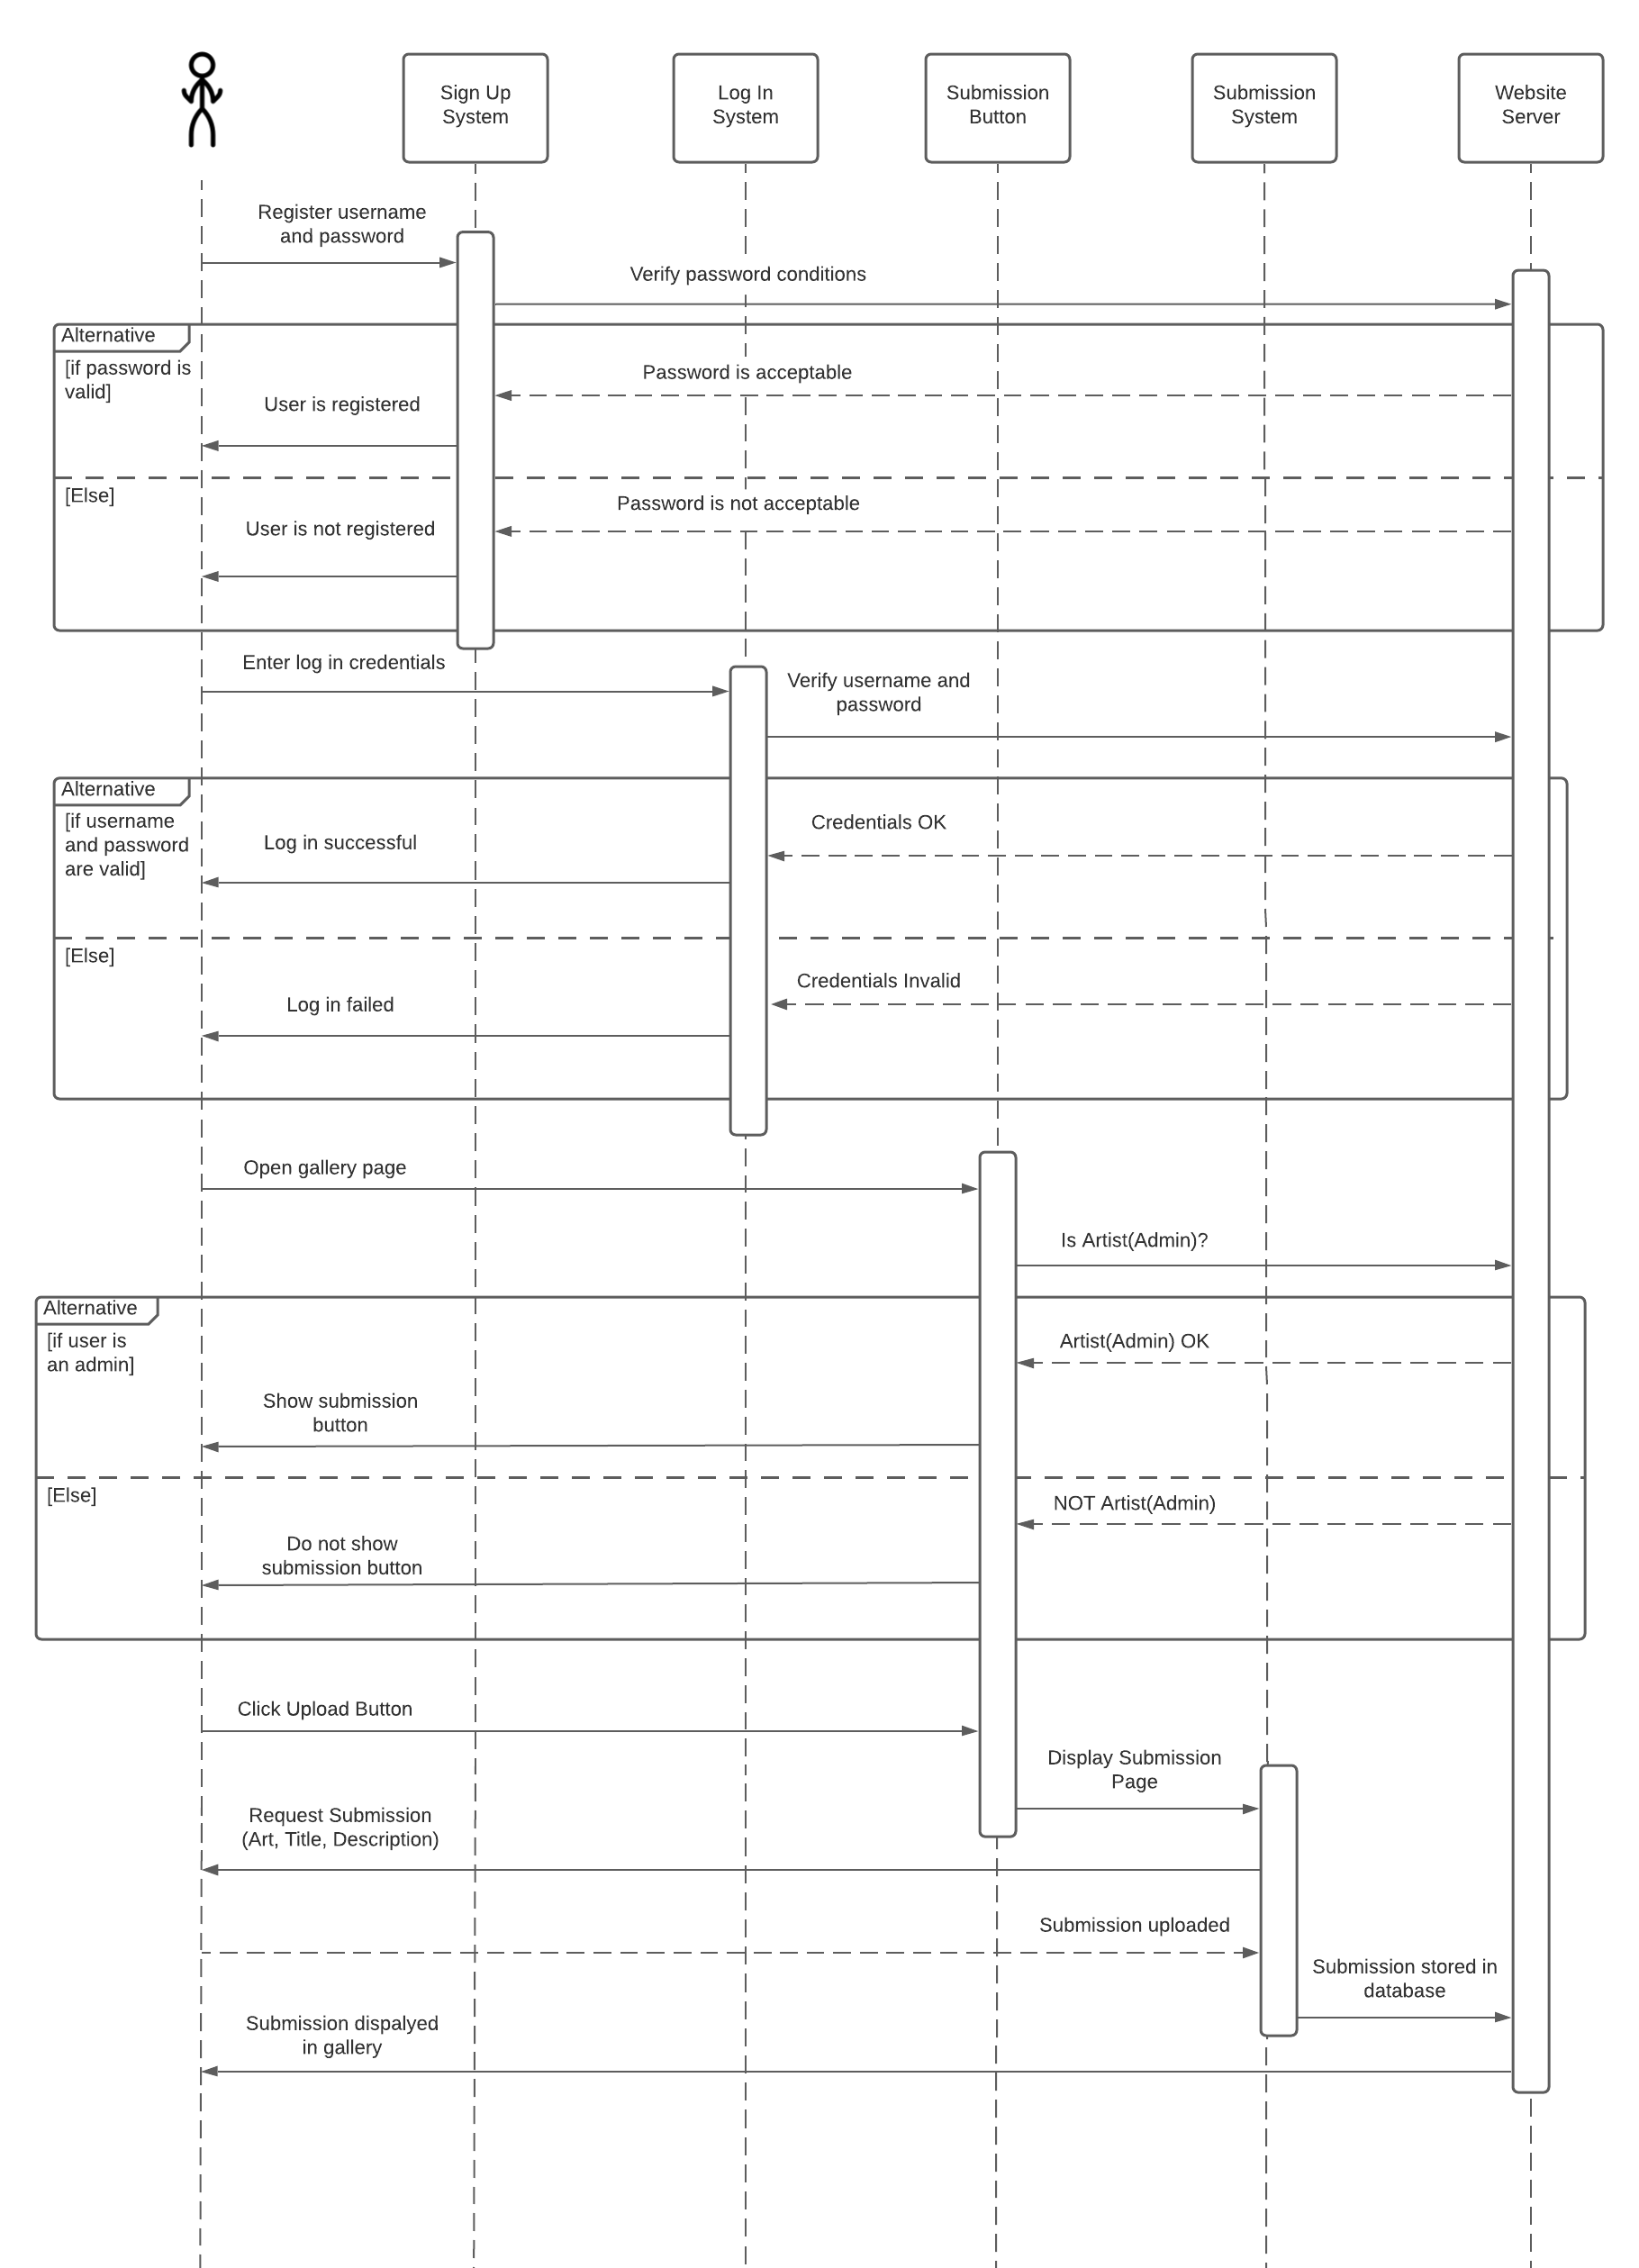 Sign Up
System
Log In
System
Submission
Button
Submission
System
Website
Server
Register username
and password
Verify password conditions
Alternative
[if password is
valid]
Password is acceptable
User is registered
[Else]
Password is not acceptable
User is not registered
Enter log in credentials
Verify username and
password
Alternative
[if username
and password
are valid]
Credentials OK
Log in successful
[Else]
Credentials Invalid
Log in failed
Open gallery page
Is Artist(Admin)?
Alternative
[if user is
an admin]
Artist(Admin) OK
Show submission
button
[Else]
NOT Artist(Admin)
Do not show
submission button
Click Upload Button
Display Submission
Page
Request Submission
(Art, Title, Description)
Submission uploaded
Submission stored in
database
Submission dispalyed
in gallery